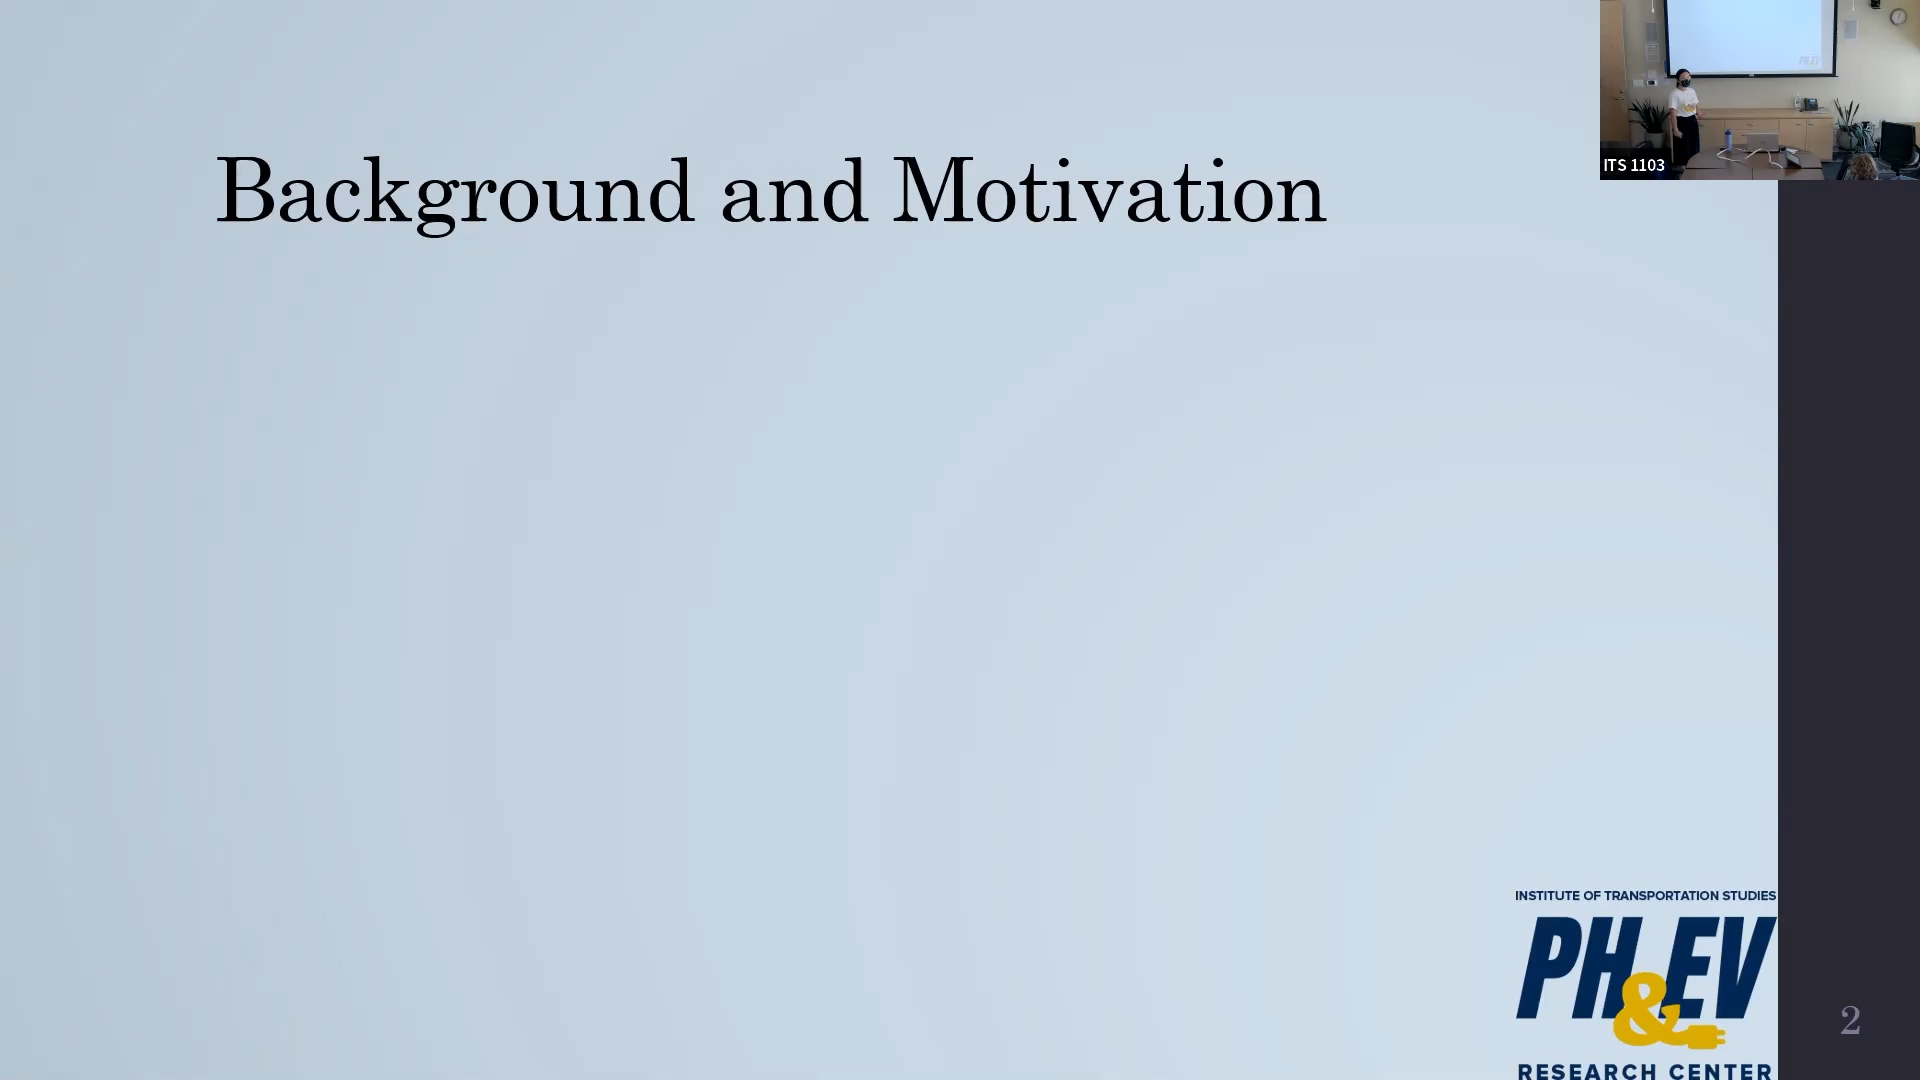 Background and Motivation
ITS 1103
INSTITUTE OF TRANSPORTATION STUDIES
PH&EV
RESEARCH CENTER
2